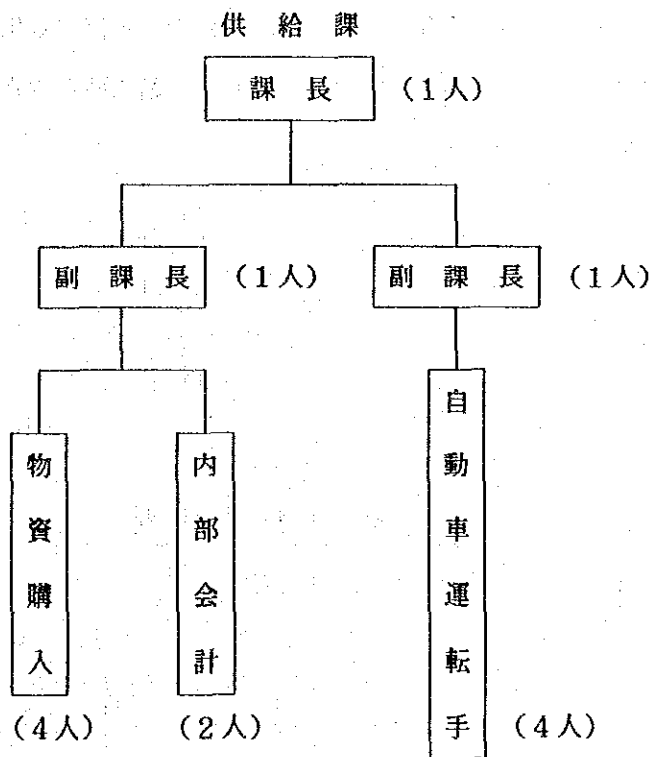 供給課
課長 (1人)
副課長 (1人)
副課長 (1人)
物資購入
(4人)
内部会計
(2人)
自動車運転手 (4人)